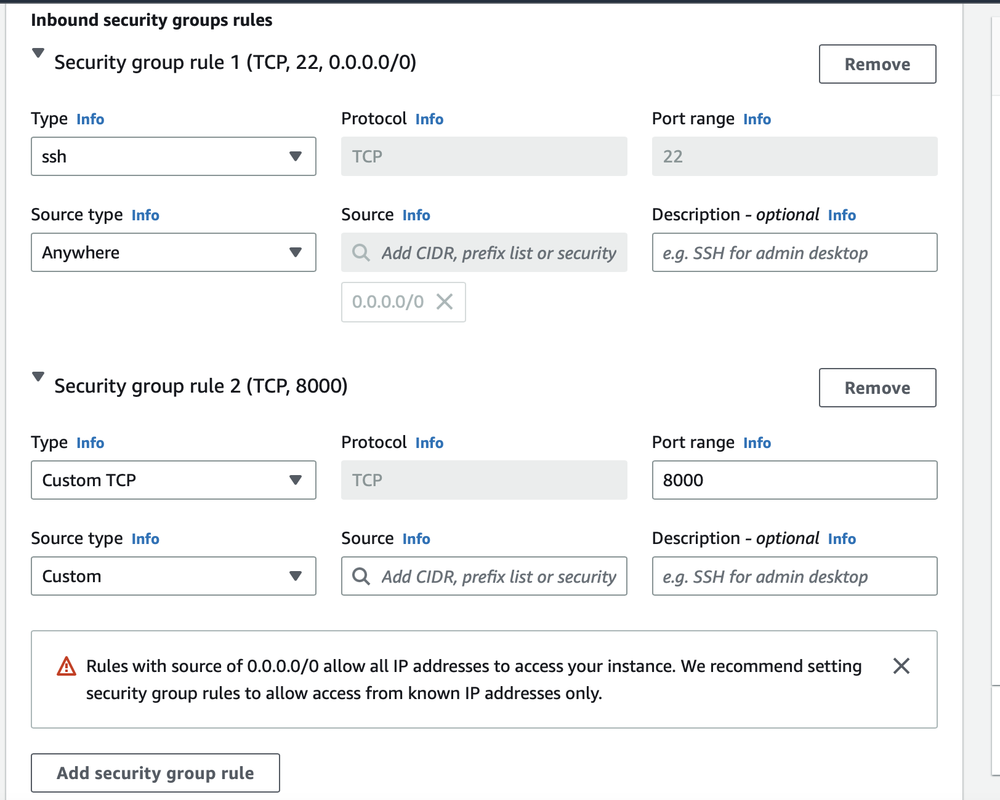 Inbound security groups rules
Security group rule 1 (TCP, 22, 0.0.0.0/0)
Remove
Type Info
Protocol Info
Port range Info
ssh
TCP
22
Source type Info
Source Info
Description - optional Info
Anywhere
Add CIDR, prefix list or security
e.g. SSH for admin desktop
0.0.0.0/0
Security group rule 2 (TCP, 8000)
Remove
Type Info
Protocol Info
Port range Info
Custom TCP
TCP
8000
Source type Info
Source Info
Description - optional Info
Custom
Add CIDR, prefix list or security
e.g. SSH for admin desktop
Rules with source of 0.0.0.0/0 allow all IP addresses to access your instance. We recommend setting
security group rules to allow access from known IP addresses only.
Add security group rule